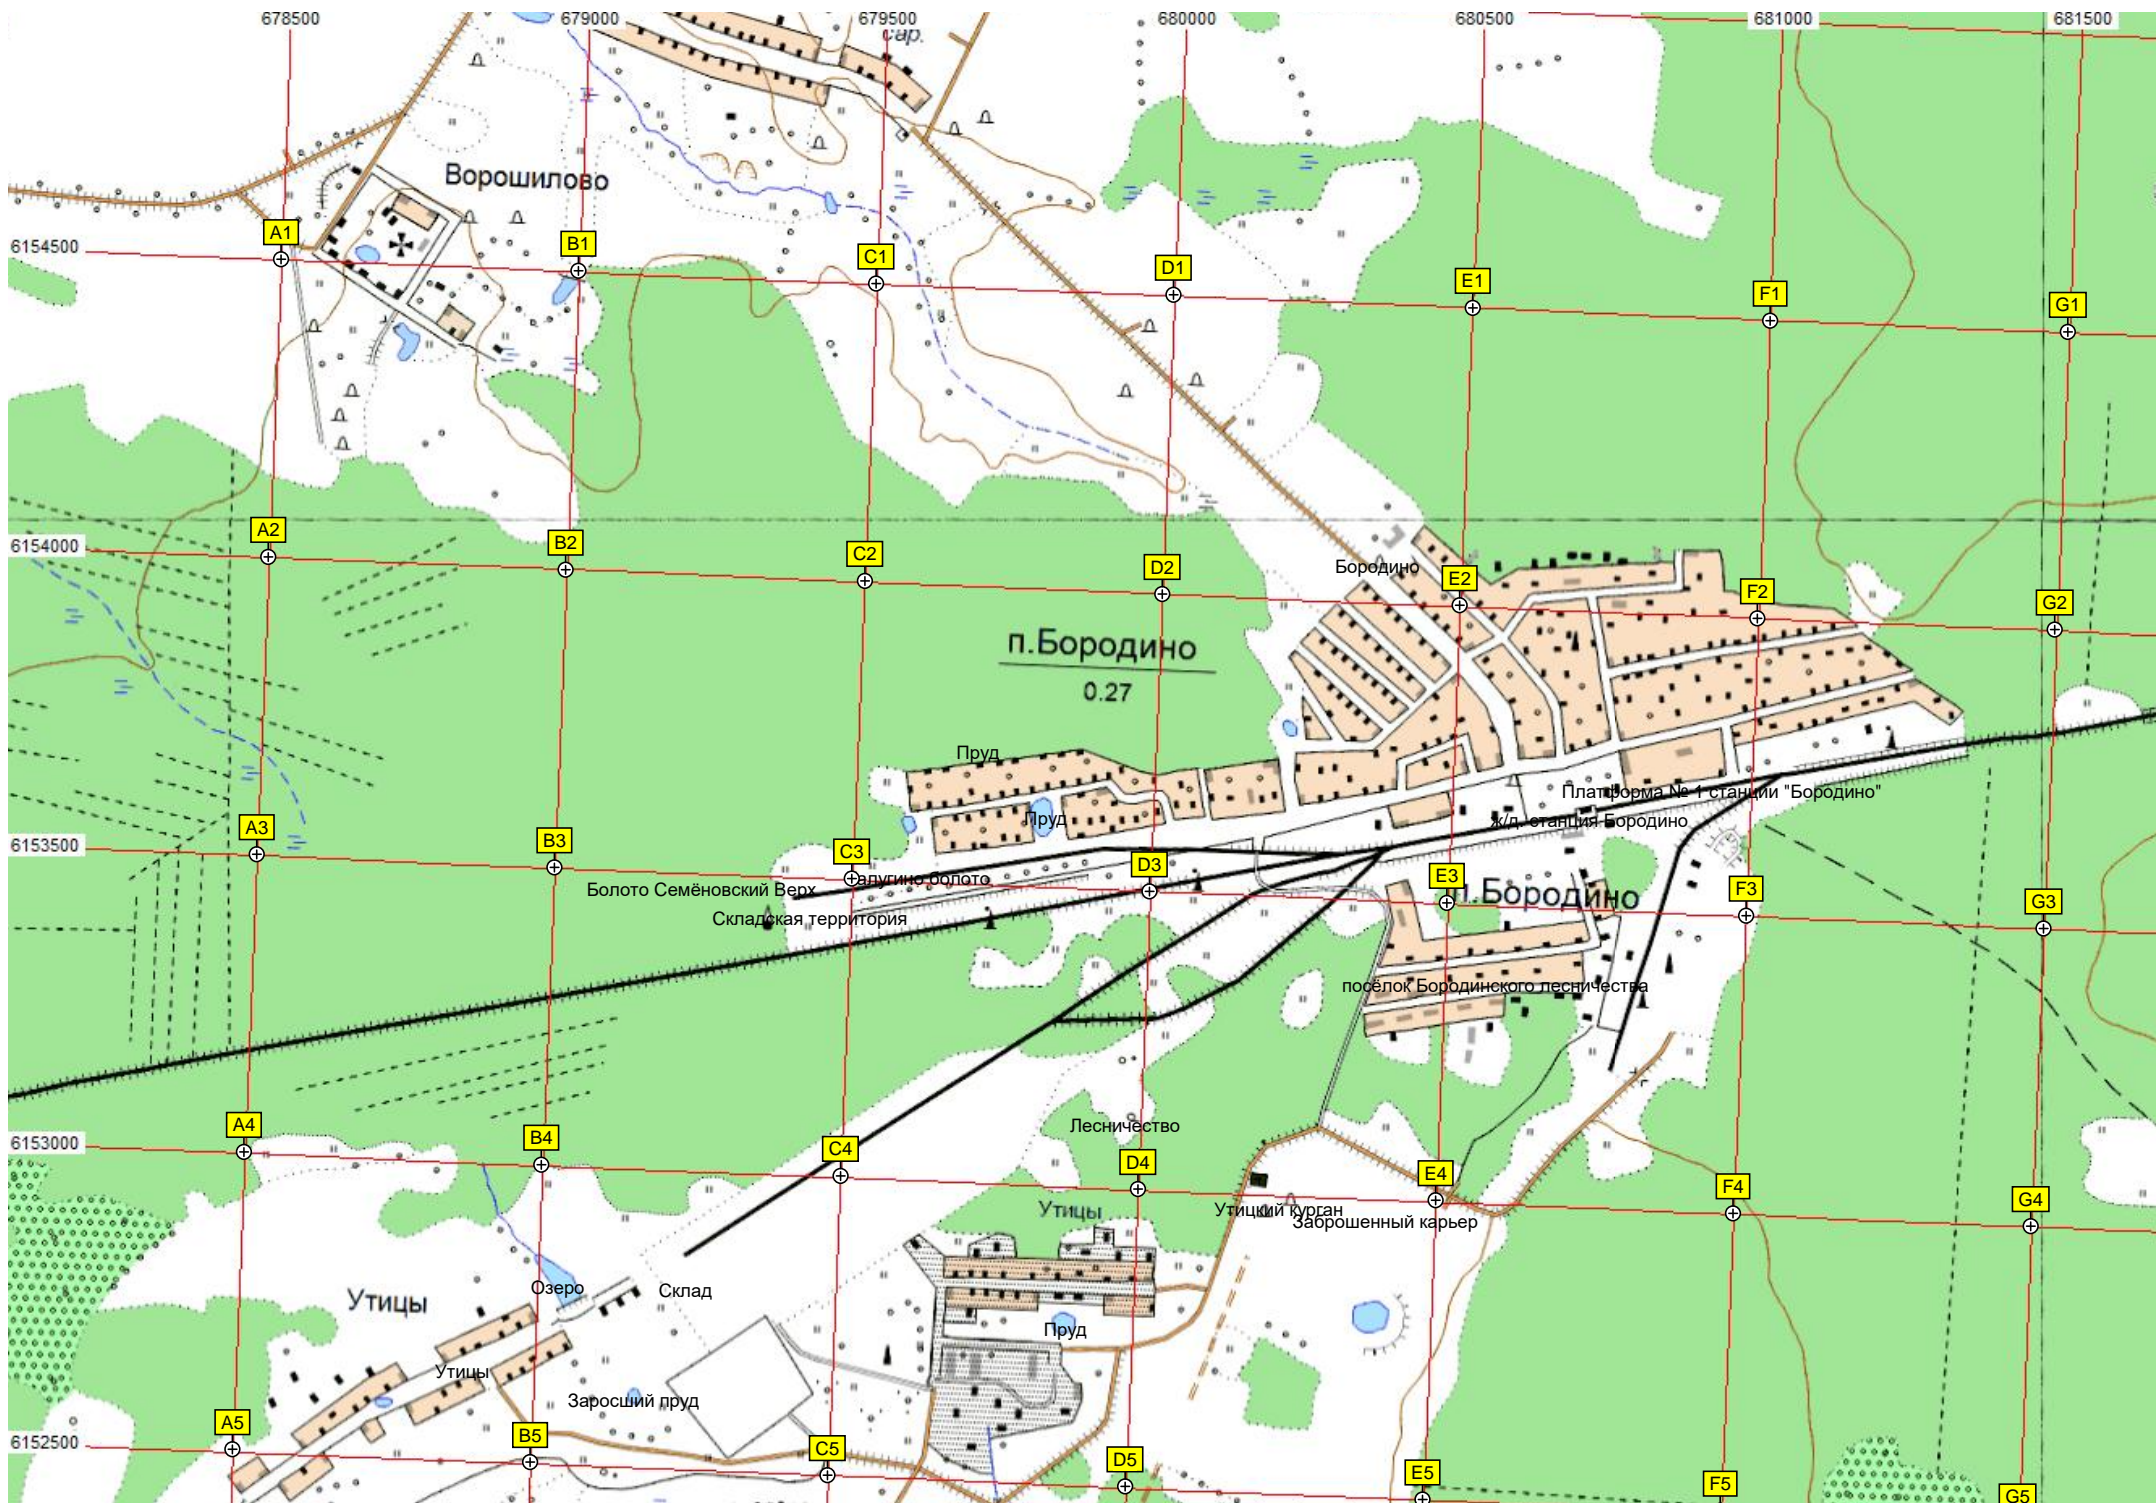 678500 679000 679500 680000 680500 681000 681500
сар.
Ворошилово
6154500 A1 B1 C1 D1 E1 F1 G1
6154000 A2 B2 C2 D2 E2 F2 G2
Бородино
п.Бородино
0.27
Пруд
Платформа № 1 станции "Бородино"
Пруд
ж/д. станция Бородино
6153500 A3 B3 C3 D3 E3 F3 G3
Болото Семёновский Верх
алугино болото
п.Бородино
Складская территория
посёлок Бородинского лесничества
Лесничество
6153000 A4 B4 C4 D4 E4 F4 G4
Утицы
Утицкий курган
Заброшенный карьер
Озеро
Склад
Утицы
Пруд
Утицы
Заросший пруд
6152500 A5 B5 C5 D5 E5 F5 G5